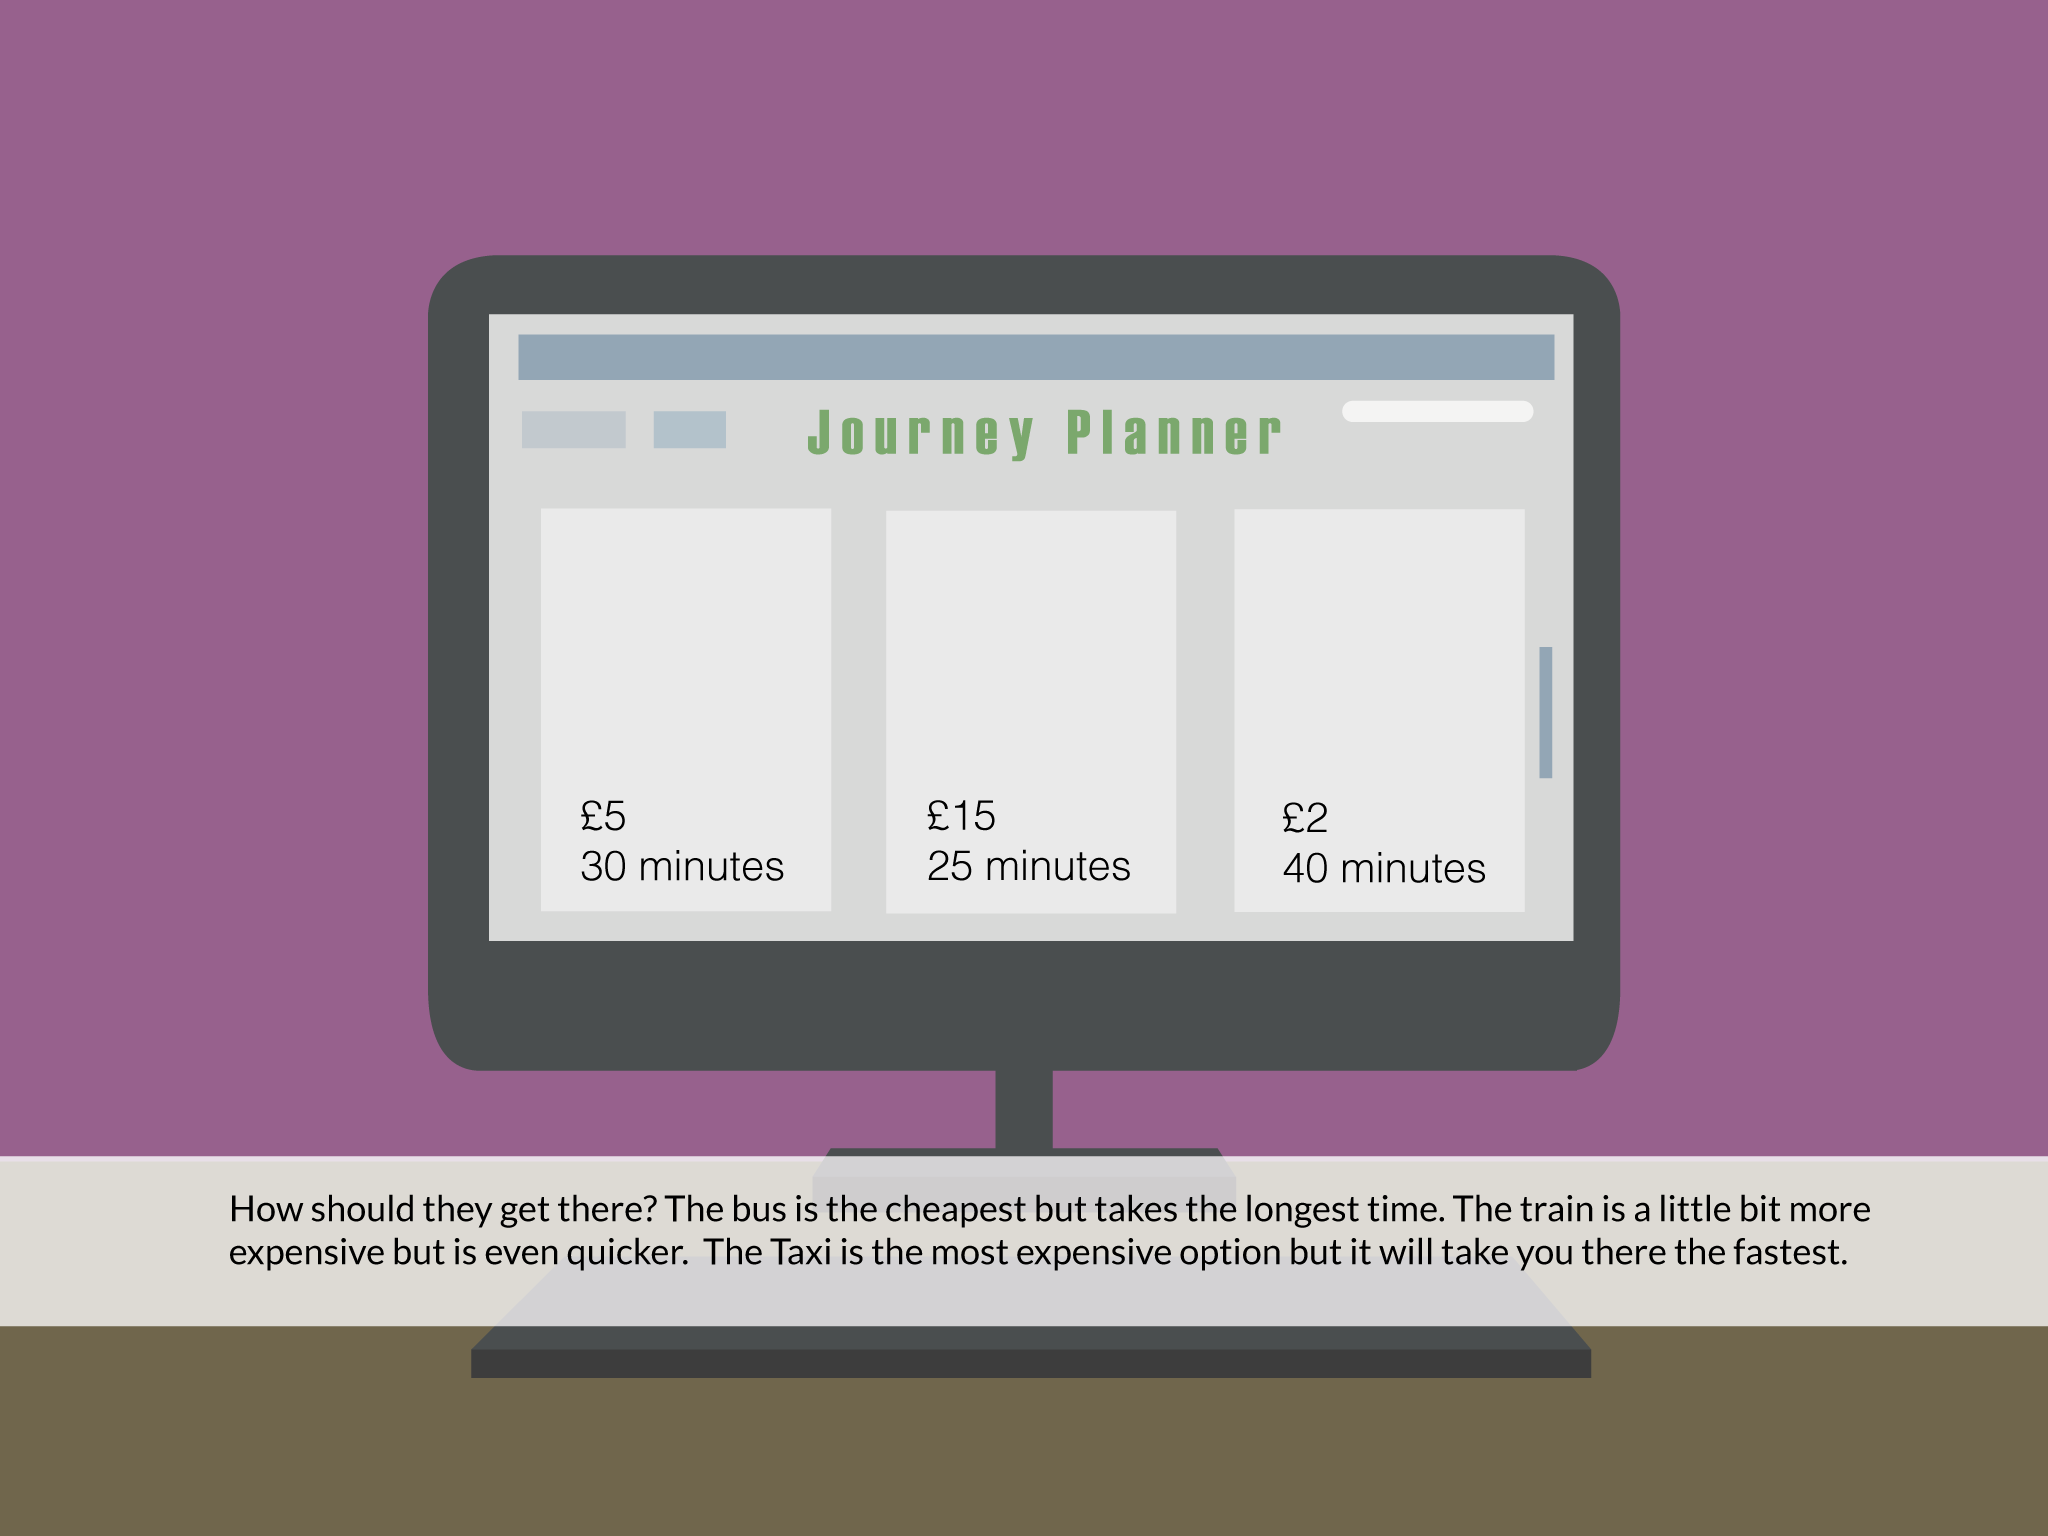 Journey Planner
£5
30 minutes
£15
25 minutes
£2
40 minutes
How should they get there? The bus is the cheapest but takes the longest time. The train is a little bit more
expensive but is even quicker.  The Taxi is the most expensive option but it will take you there the fastest.